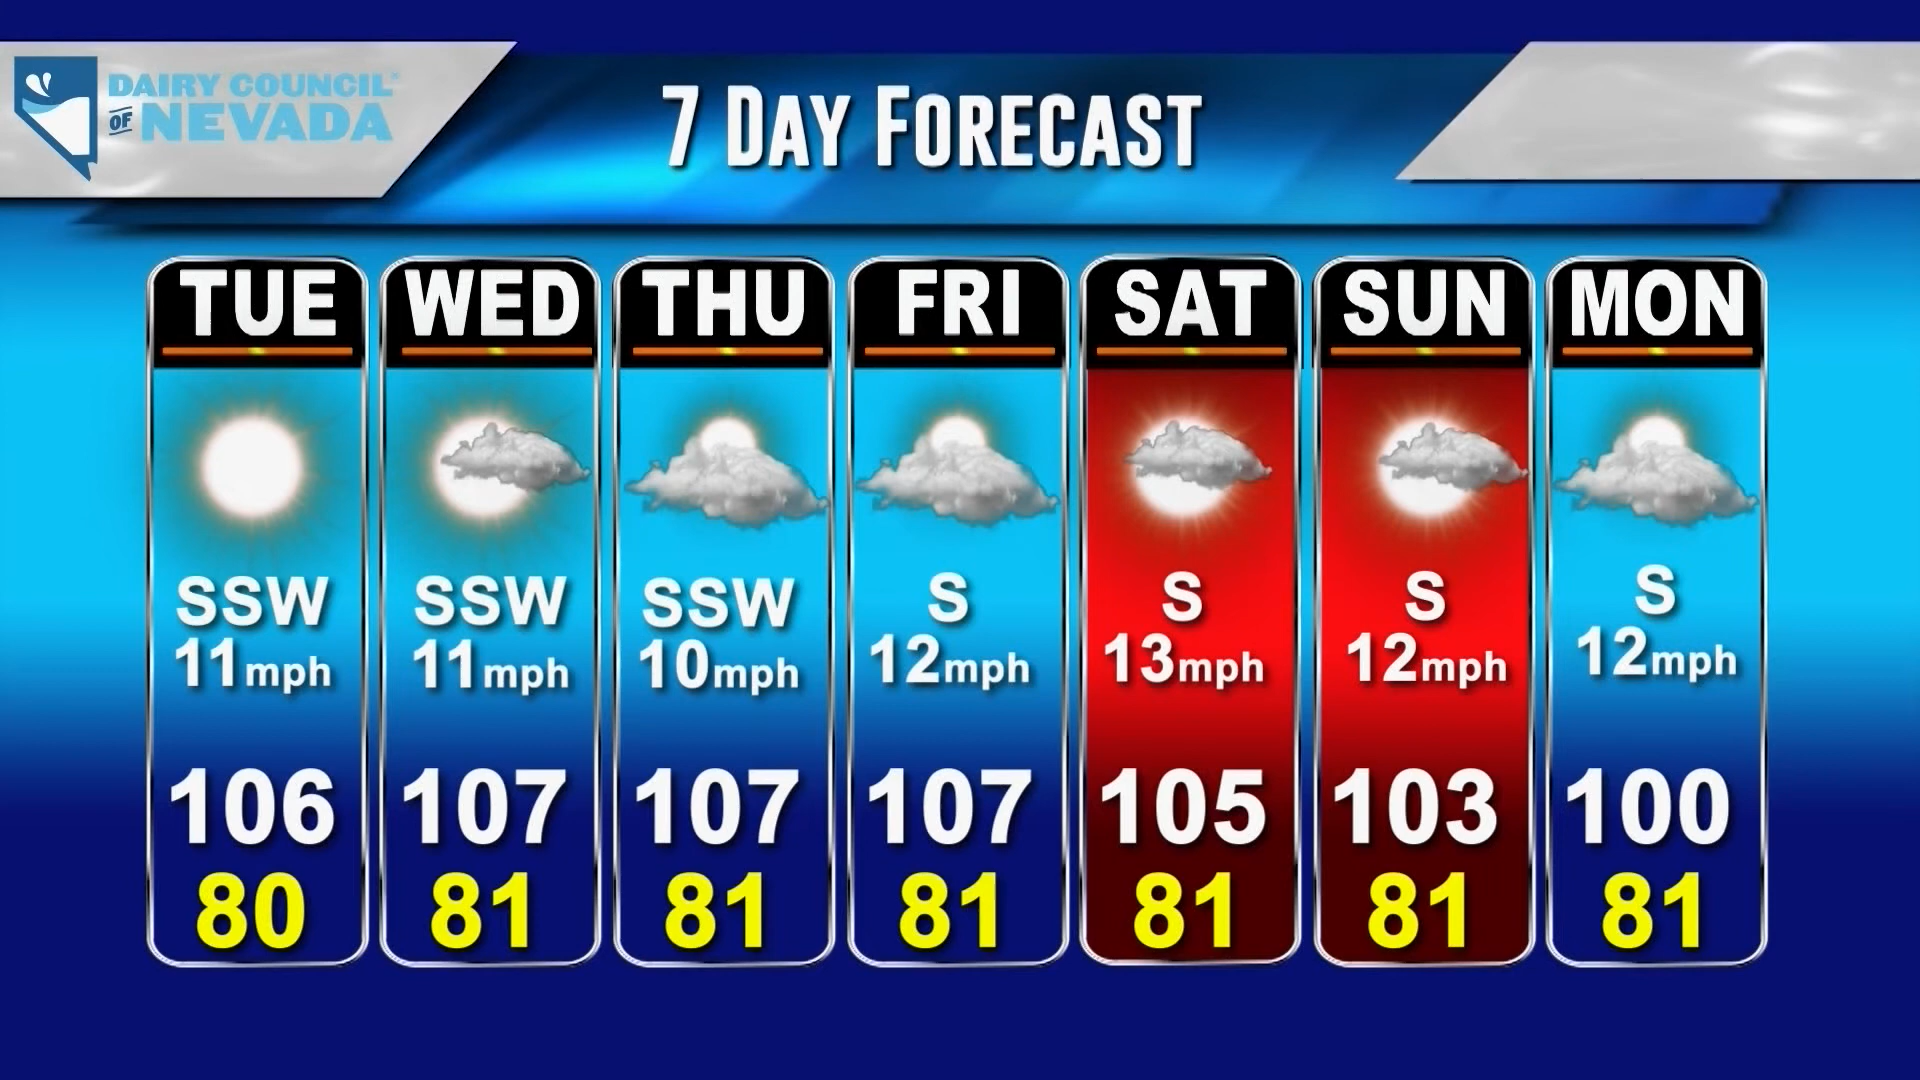 DAIRY COUNCIL
OF NEVADA
7 DAY FORECAST
TUE WED THU FRI SAT SUN MON
SSW SSW SSW S S S S
11mph 11mph 10mph 12mph 13mph 12mph 12mph
106 107 107 107 105 103 100
80 81 81 81 81 81 81